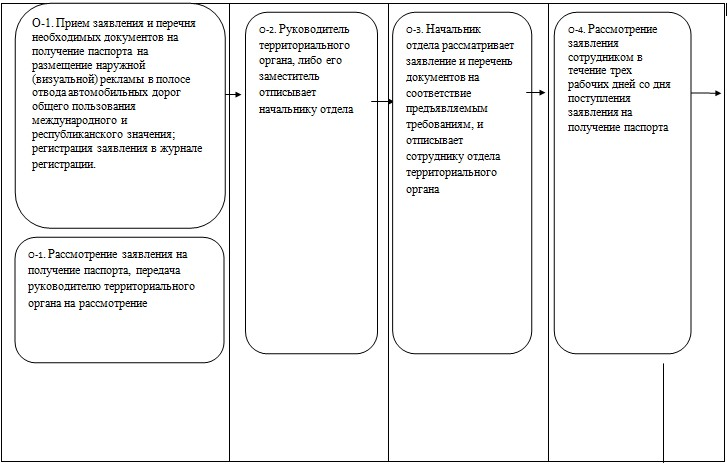 О-1. Прием заявления и перечня
необходимых документов на
получение паспорта на
размещение наружной
(визуальной) рекламы в полосе
отвода автомобильных дорог
общего пользования
международного и
республиканского значения;
регистрация заявления в журнале
регистрации.
О-1. Рассмотрение заявления на
получение паспорта, передача
руководителю территориального
органа на рассмотрение
О-2. Руководитель
территориального
органа, либо его
заместитель
отписывает
начальнику отдела
О-3. Начальник
отдела рассматривает
заявление и перечень
документов на
соответствие
предъявляемым
требованиям, и
отписывает
сотруднику отдела
территориального
органа
О-4. Рассмотрение
заявления
сотрудником в
течение трех
рабочих дней со дня
поступления
заявления на
получение паспорта